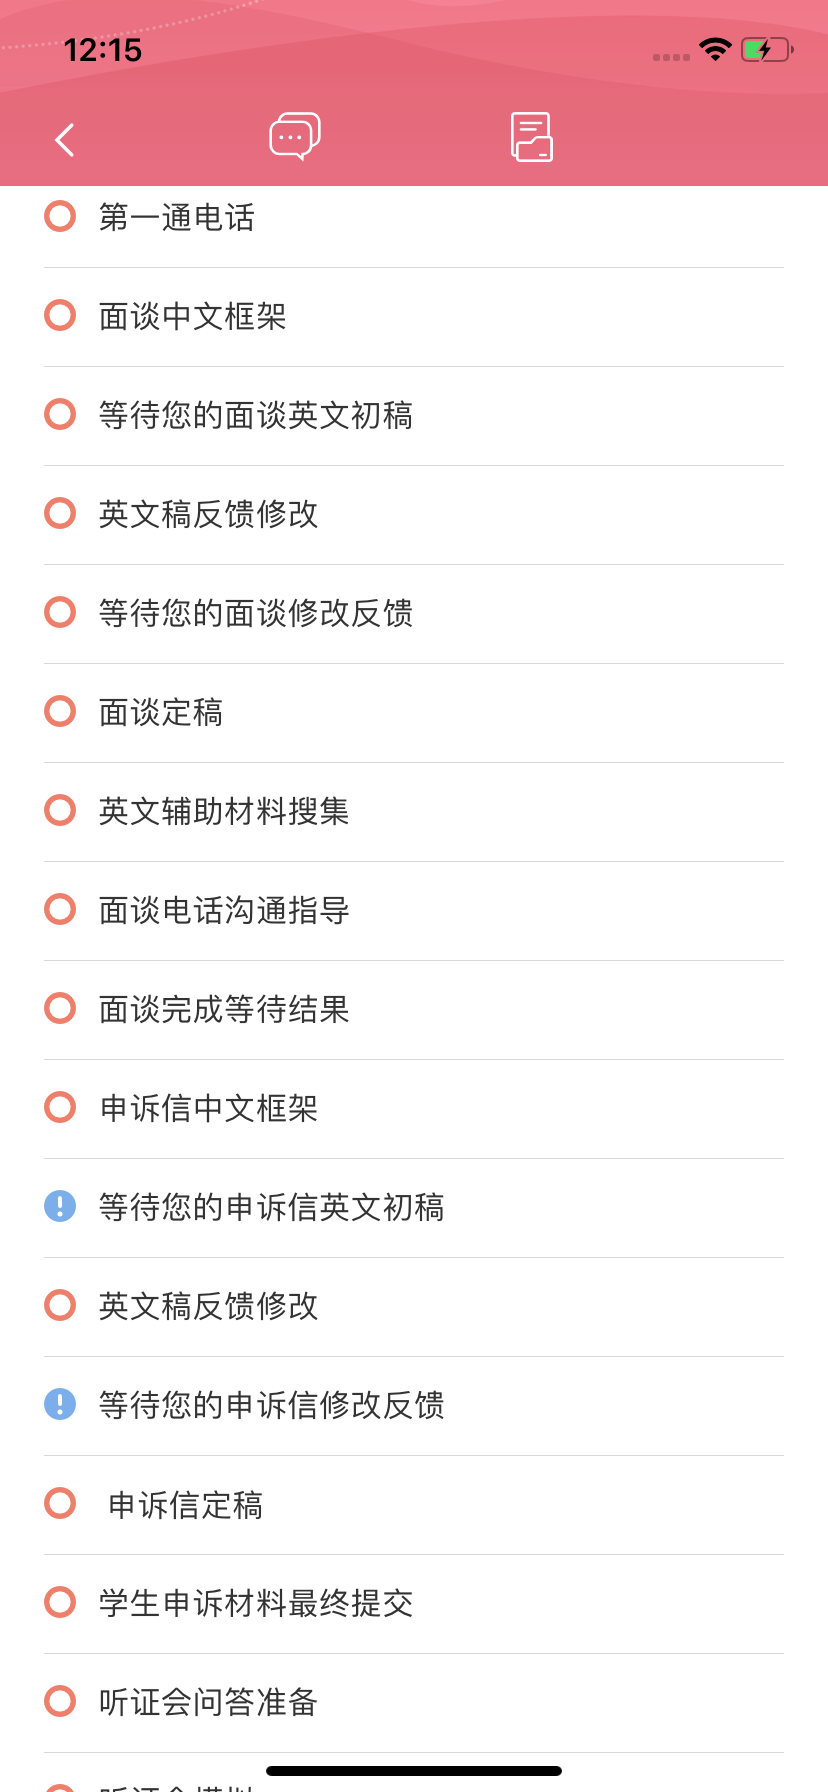 12:15
第一通电话
面谈中文框架
等待您的面谈英文初稿
英文稿反馈修改
等待您的面谈修改反馈
面谈定稿
英文辅助材料搜集
面谈电话沟通指导
面谈完成等待结果
申诉信中文框架
等待您的申诉信英文初稿
英文稿反馈修改
等待您的申诉信修改反馈
申诉信定稿
学生申诉材料最终提交
听证会问答准备